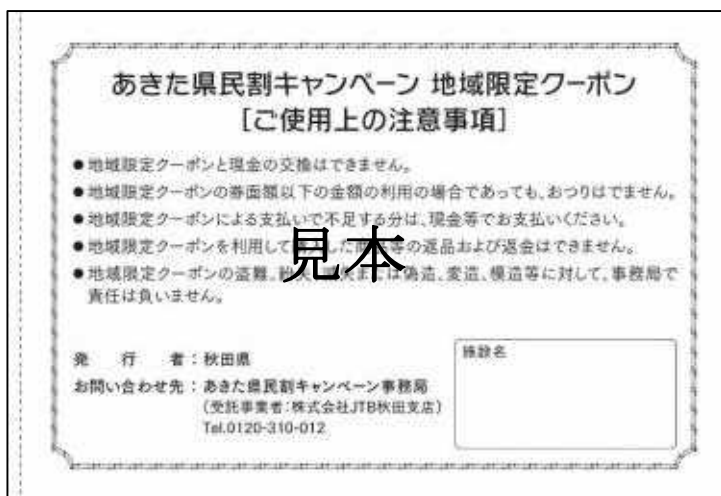 あきた県民割キャンペーン 地域限定クーポン
[ご使用上の注意事項]
●地域限定クーポンと現金の交換はできません。
●地域限定クーポンの券面額以下の金額の利用の場合であっても、おつりはでません。
●地域限定クーポンによる支払いで不足する分は、現金等でお支払いください。
●地域限定クーポンを利用して した 等の返品および返金はできません。
●地域限定クーポンの盗難、紛失、滅失または偽造、変造、模造等に対して、事務局で
責任は負いません。
見本
発行者:秋田県
お問い合わせ先:あきた県民割キャンペーン事務局
(受託事業者:株式会社JTB秋田支店)
Tel.0120-310-012
施設名